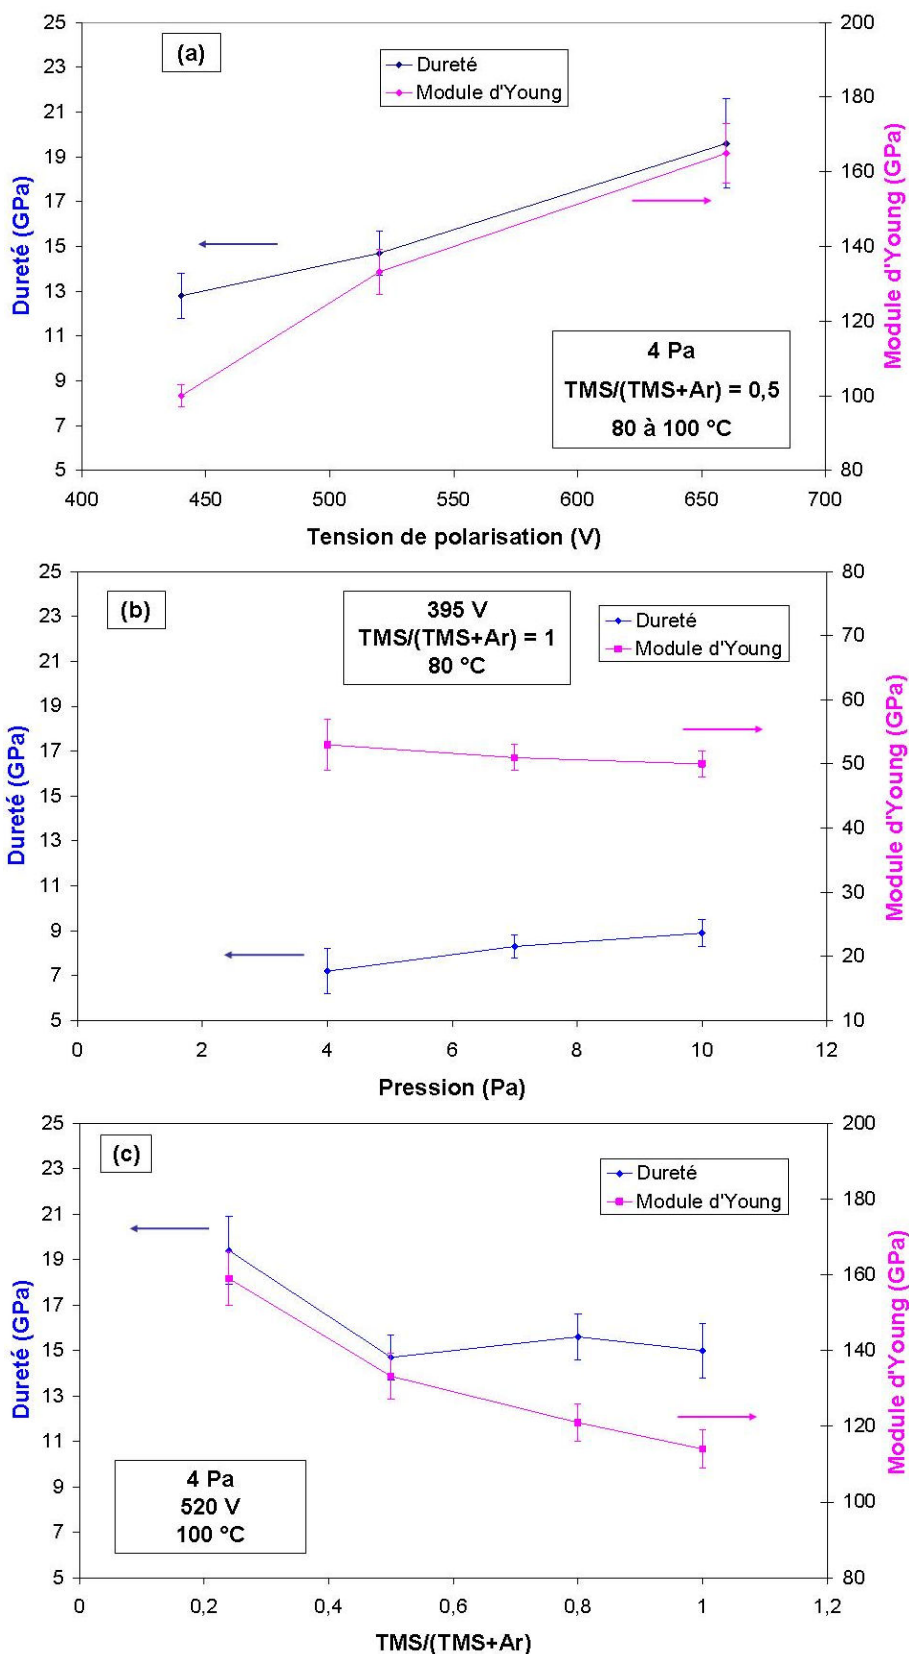 (a)
Dureté
Module d'Young
25
23
21
19
17
15
13
11
9
7
5
Dureté (GPa)
200
180
160
140
120
100
80
Module d'Young (GPa)
4 Pa
TMS/(TMS+Ar) = 0,5
80 à 100 °C
400 450 500 550 600 650 700
Tension de polarisation (V)
(b)
395 V
TMS/(TMS+Ar) = 1
80 °C
Dureté
Module d'Young
25
23
21
19
17
15
13
11
9
7
5
Dureté (GPa)
80
70
60
50
40
30
20
10
Module d'Young (GPa)
0 2 4 6 8 10 12
Pression (Pa)
(c)
Dureté
Module d'Young
25
23
21
19
17
15
13
11
9
7
5
Dureté (GPa)
200
180
160
140
120
100
80
Module d'Young (GPa)
4 Pa
520 V
100 °C
0 0,2 0,4 0,6 0,8 1 1,2
TMS/(TMS+Ar)